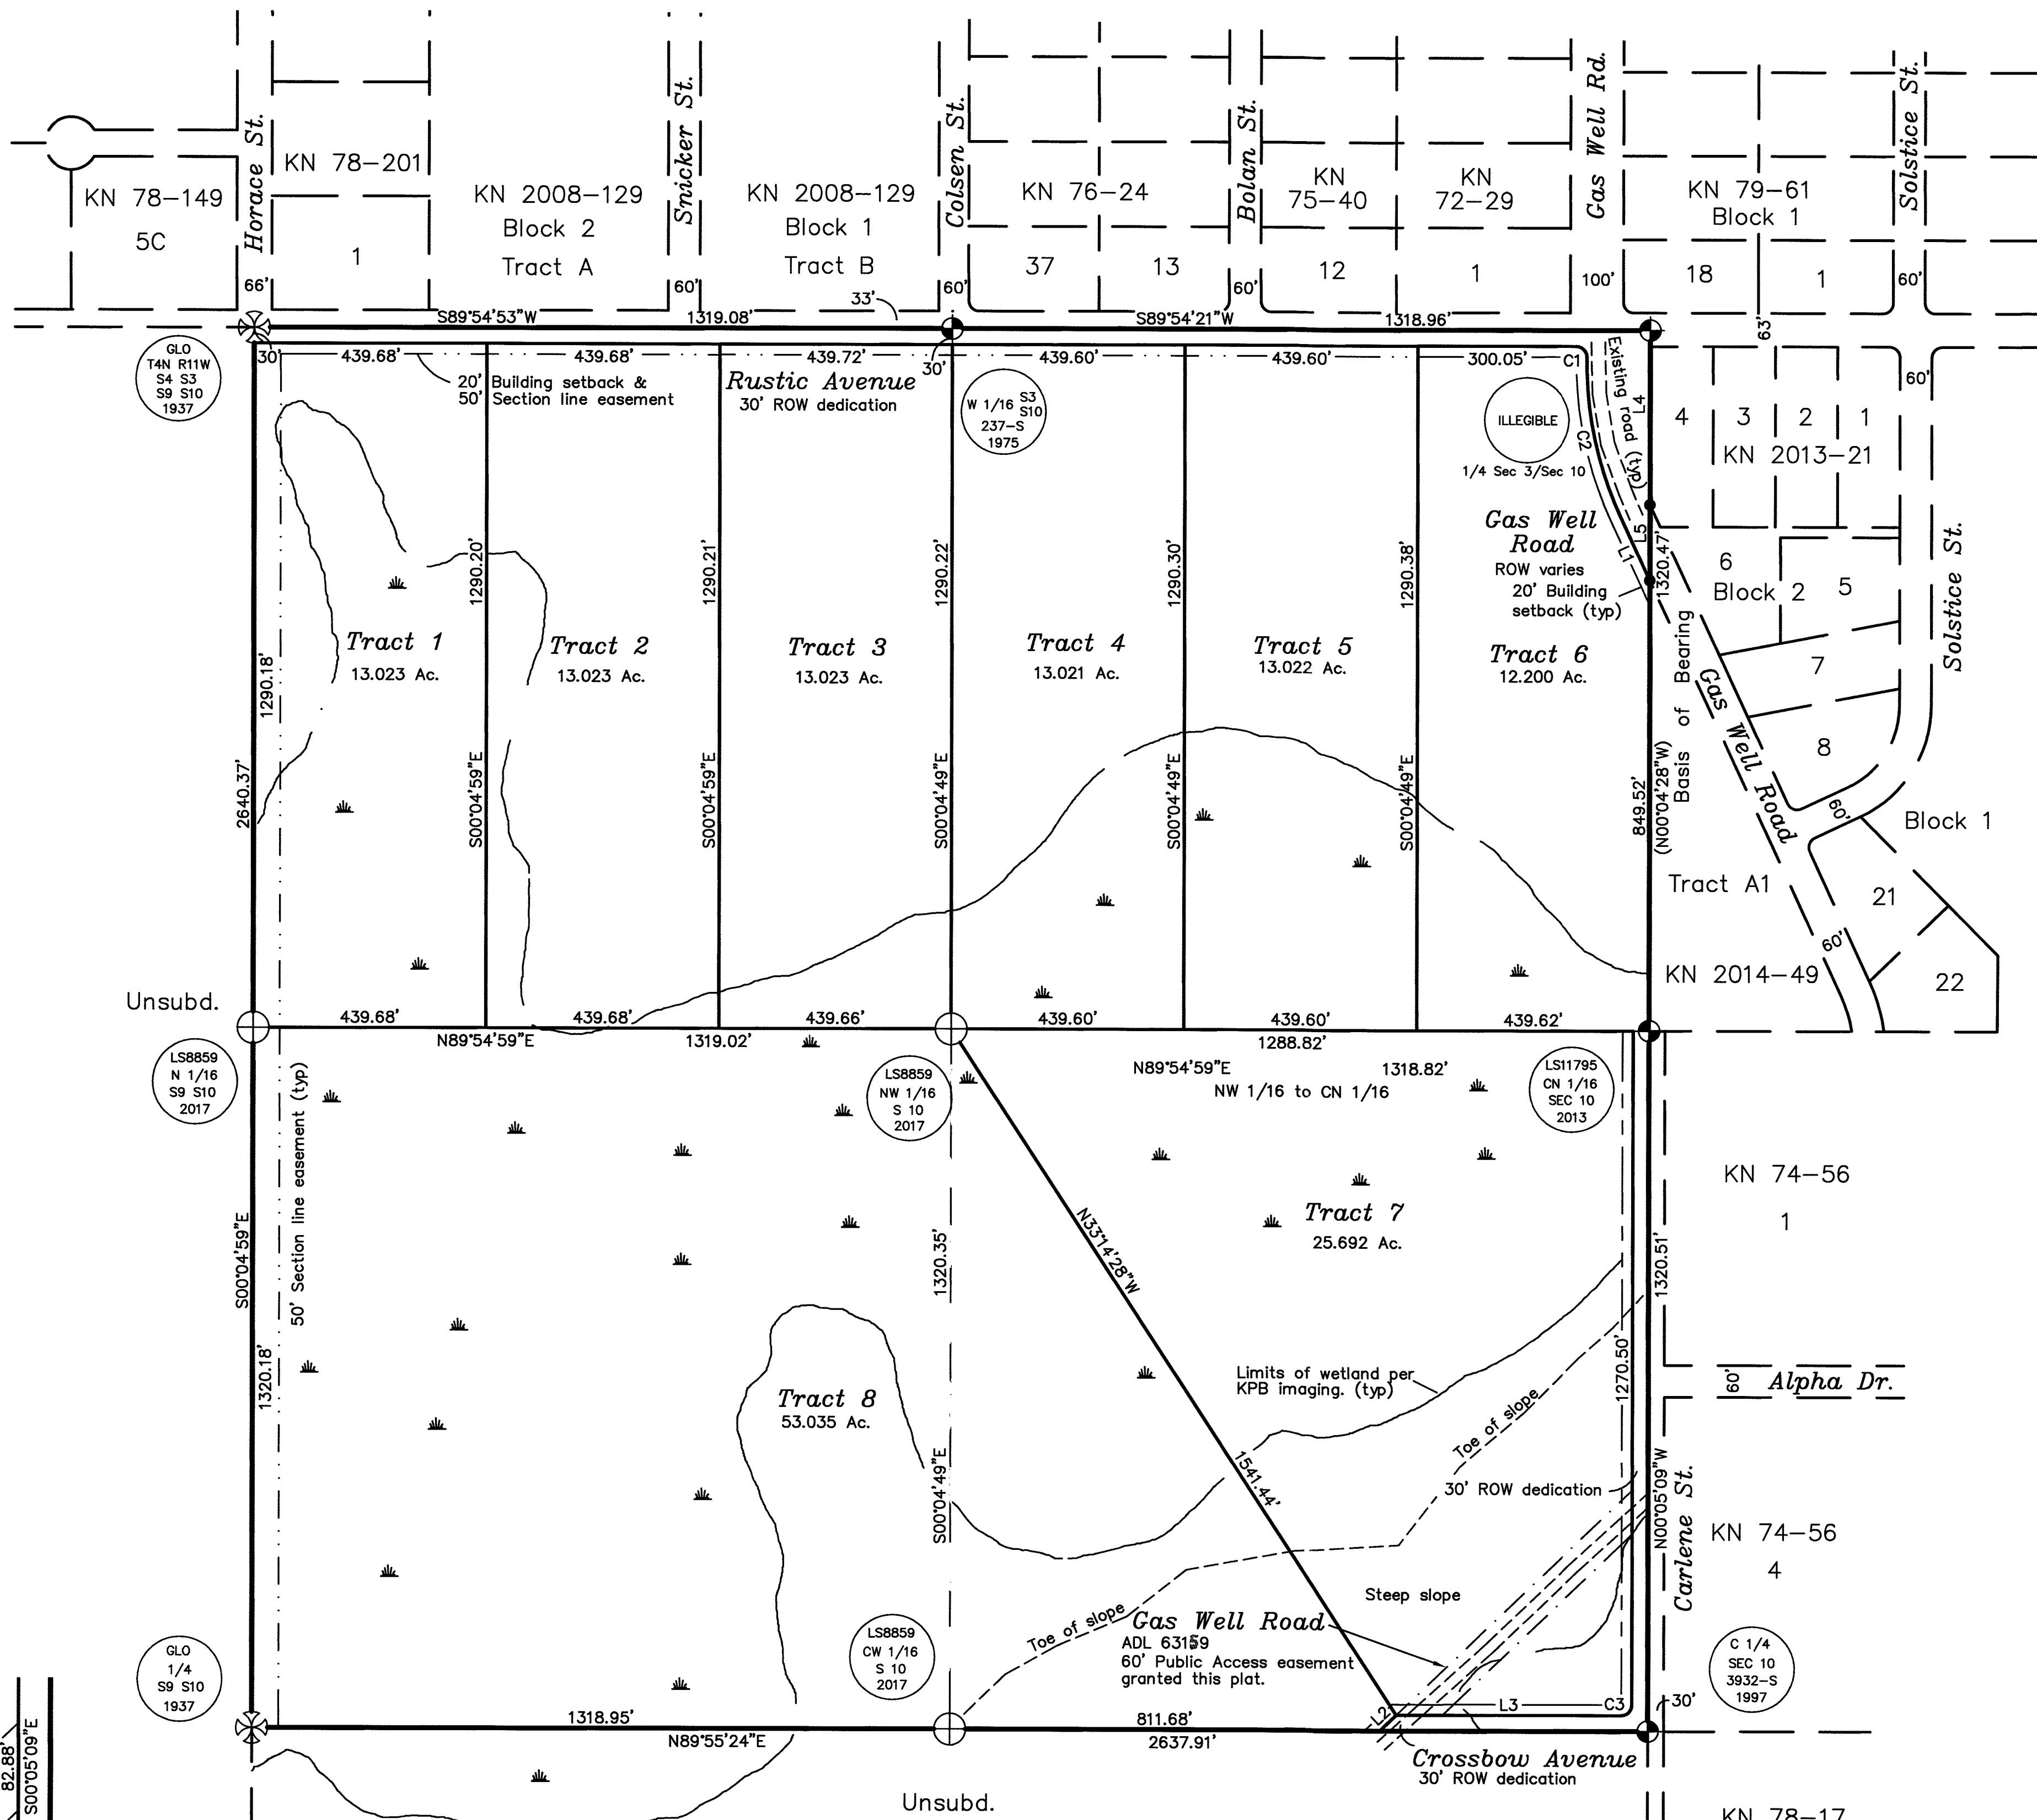 Horace St.
Snicker St.
Colsen St.
Bolan St.
Gas Well Rd.
Solstice St.
KN 78-149
5C
KN 78-201
1
KN 2008-129
Block 2
Tract A
KN 2008-129
Block 1
Tract B
KN 76-24
37
13
KN
75-40
12
KN
72-29
1
KN 79-61
Block 1
18
1
66'
60'
33'
60'
60'
100'
60'
63'
S89°54'53"W
1319.08'
S89°54'21"W
1318.96'
GLO
T4N R11W
S4 S3
S9 S10
1937
30'
439.68'
439.68'
439.72'
30'
439.60'
439.60'
300.05'
C1
20' Building setback &
50' Section line easement
Rustic Avenue
30' ROW dedication
W 1/16 S3
S10
237-S
1975
ILLEGIBLE
1/4 Sec 3/Sec 10
C2
Existing road (typ)
L4
L5
L1
1320.47'
Gas Well
Road
ROW varies
20' Building
setback (typ)
4
3
2
1
KN 2013-21
60'
6
Block 2
5
7
8
Solstice St.
Gas Well Road
60'
Block 1
21
22
60'
Tract A1
KN 2014-49
Basis of Bearing
(N00°04'28"W)
849.52'
1290.18'
2640.37'
1290.20'
1290.21'
1290.22'
1290.30'
1290.38'
Tract 1
13.023 Ac.
Tract 2
13.023 Ac.
Tract 3
13.023 Ac.
Tract 4
13.021 Ac.
Tract 5
13.022 Ac.
Tract 6
12.200 Ac.
S00°04'59"E
S00°04'59"E
S00°04'49"E
S00°04'49"E
S00°04'49"E
Unsubd.
439.68'
439.68'
439.66'
439.60'
439.60'
439.62'
N89°54'59"E
1319.02'
1288.82'
N89°54'59"E
1318.82'
NW 1/16 to CN 1/16
LS8859
N 1/16
S9 S10
2017
LS8859
NW 1/16
S 10
2017
LS11795
CN 1/16
SEC 10
2013
50' Section line easement (typ)
S00°04'59"E
1320.18'
1320.35'
S00°04'49"E
N33°14'28"W
1541.44'
Tract 7
25.692 Ac.
Tract 8
53.035 Ac.
Limits of wetland per
KPB imaging. (typ)
Toe of slope
30' ROW dedication
Steep slope
Toe of slope
Gas Well Road
ADL 63159
60' Public Access easement
granted this plat.
1320.51'
1270.50'
N00°05'09"W
KN 74-56
1
60'
Alpha Dr.
Carlene St.
KN 74-56
4
GLO
1/4
S9 S10
1937
LS8859
CW 1/16
S 10
2017
C 1/4
SEC 10
3932-S
1997
30'
L2
L3
C3
1318.95'
N89°55'24"E
811.68'
2637.91'
Crossbow Avenue
30' ROW dedication
Unsubd.
82.88'
S00°05'09"E
KN 78-17